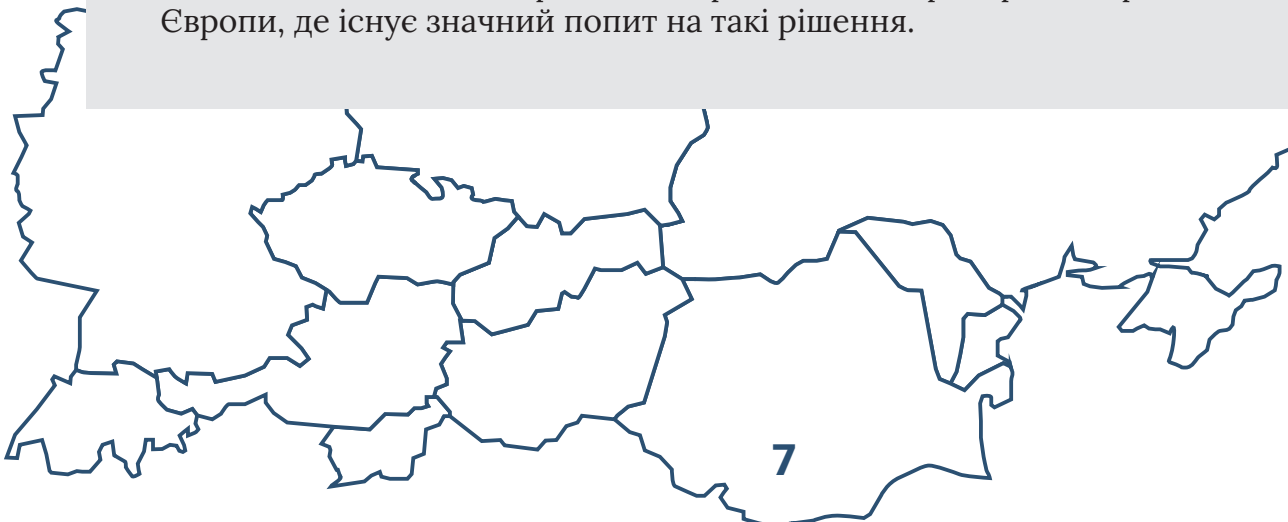 Європи, де існує значний попит на такі рішення.
7